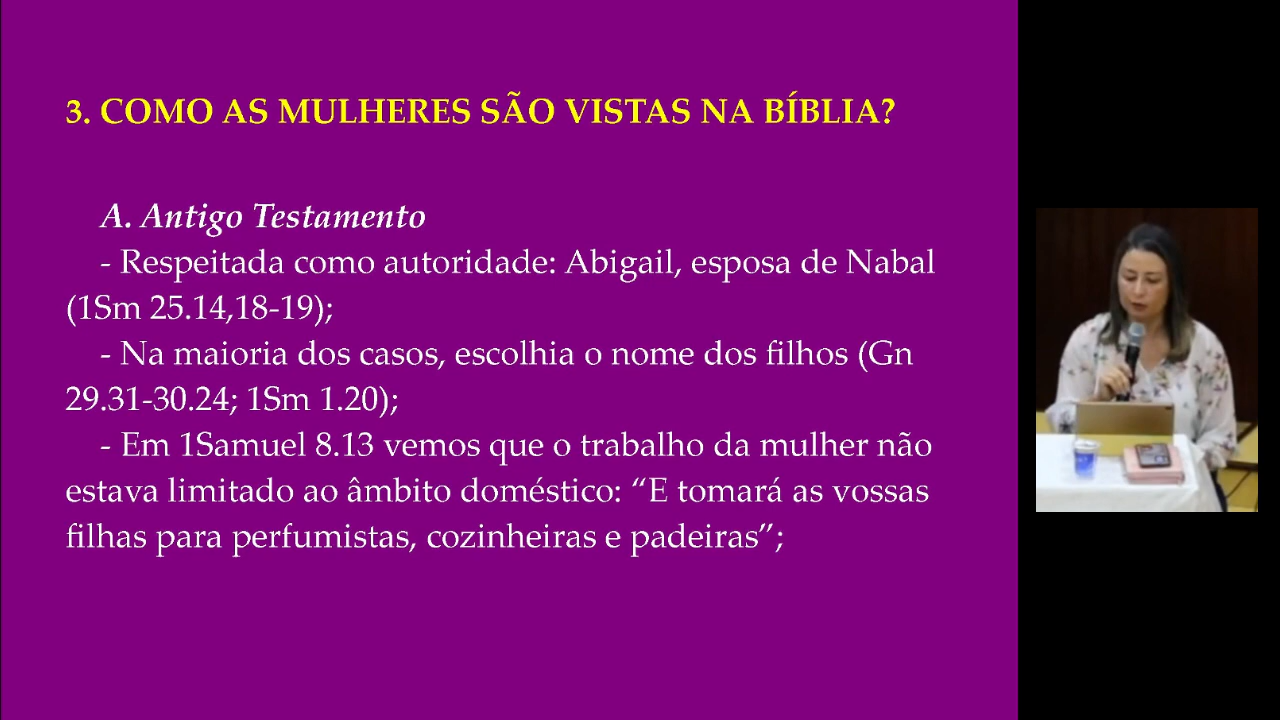 3. COMO AS MULHERES SÃO VISTAS NA BÍBLIA?
A. Antigo Testamento
- Respeitada como autoridade: Abigail, esposa de Nabal
(1Sm 25.14,18-19);
- Na maioria dos casos, escolhia o nome dos filhos (Gn
29.31-30.24; 1Sm 1.20);
- Em 1Samuel 8.13 vemos que o trabalho da mulher não
estava limitado ao âmbito doméstico: “E tomará as vossas
filhas para perfumistas, cozinheiras e padeiras”;